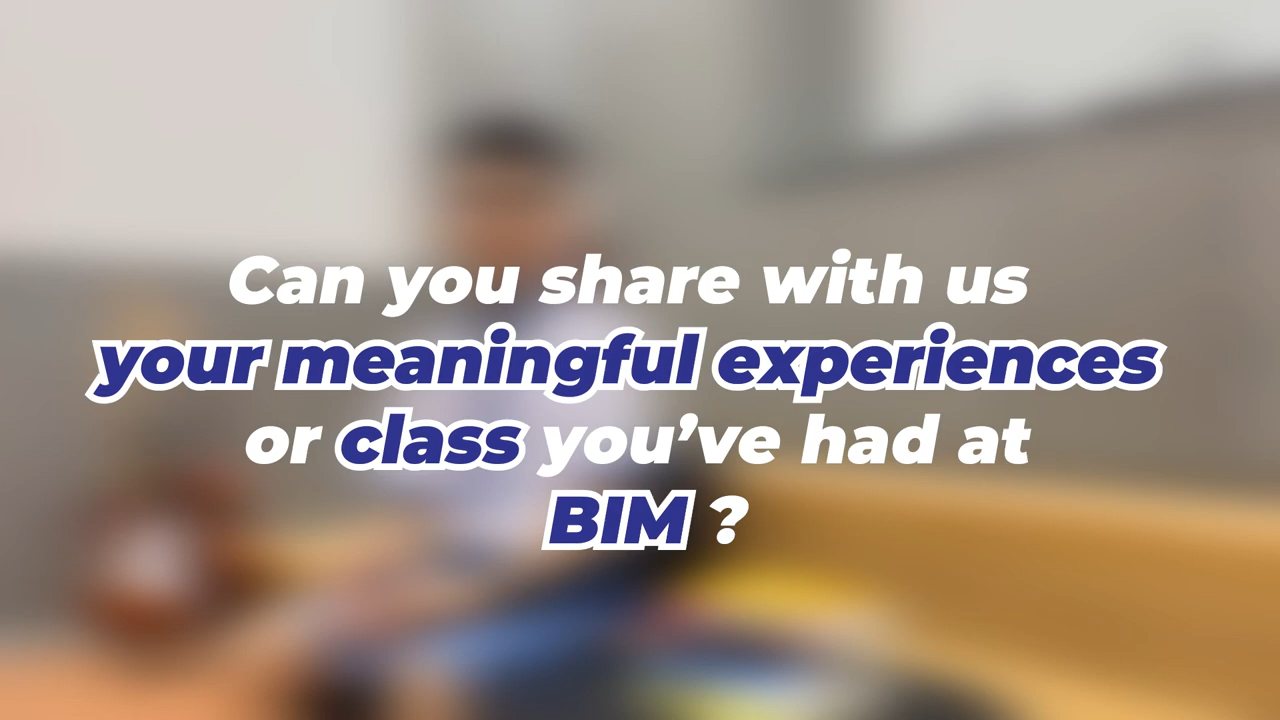 Can you share with us
your meaningful experiences
or class you’ve had at
BIM ?